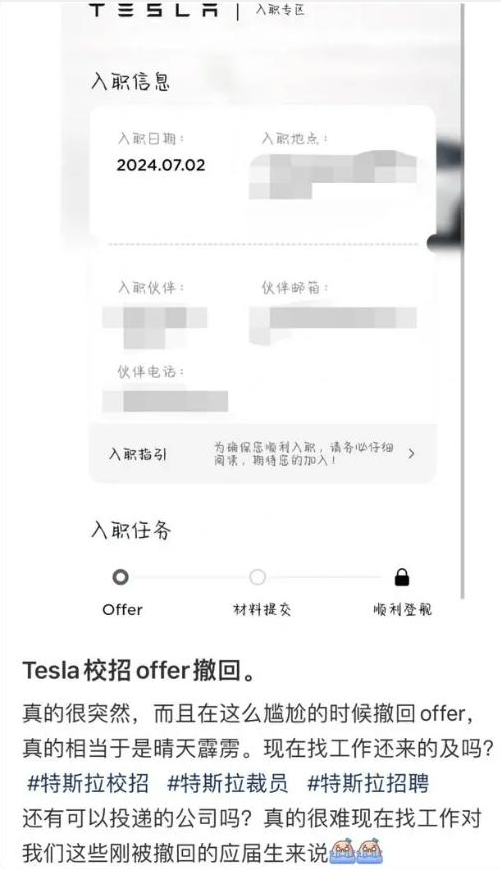 TESLA | 入职专区
入职信息
入职日期：
入职地点：
2024.07.02
入职伙伴：
伙伴邮箱：
伙伴电话：
入职指引
为确保您顺利入职，请务必仔细
阅读，期待您的加入！
入职任务
Offer
材料提交
顺利登舰
Tesla校招offer撤回。
真的很突然，而且在这么尴尬的时候撤回offer，
真的相当于是晴天霹雳。现在找工作还来的及吗？
#特斯拉校招 #特斯拉裁员 #特斯拉招聘
还有可以投递的公司吗？真的很难现在找工作对
我们这些刚被撤回的应届生来说